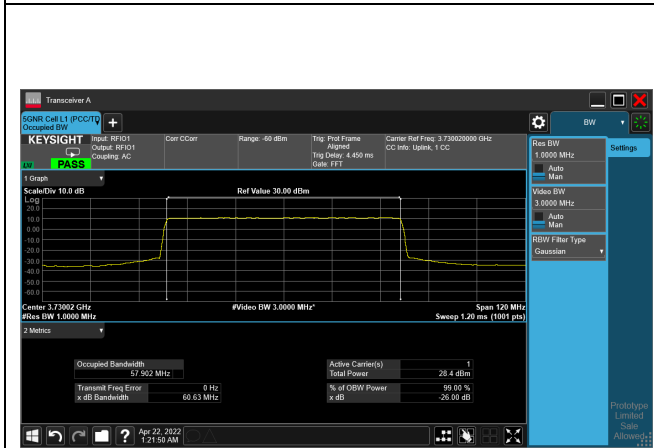 Transceiver A
5GNR Cell L1 (PCC/TD
Occupied BW
BW
KEYSIGHT
Input: RFIO1
Output: RFIO1
Coupling: AC
Corr CCorr
Range: -60 dBm
Trig: Prot Frame
Aligned
Trig Delay: 4.450 ms
Gate: FFT
Carrier Ref Freq: 3.730020000 GHz
CC Info: Uplink, 1 CC
PASS
Res BW
1.0000 MHz
Auto
Man
Settings
Video BW
3.0000 MHz
Auto
Man
RBW Filter Type
Gaussian
1 Graph
Scale/Div 10.0 dB
Ref Value 30.00 dBm
Log
20.0
10.0
0.00
-10.0
-20.0
-30.0
-40.0
-50.0
-60.0
Center 3.73002 GHz
#Video BW 3.0000 MHz*
Span 120 MHz
#Res BW 1.0000 MHz
Sweep 1.20 ms (1001 pts)
2 Metrics
Occupied Bandwidth
57.902 MHz
Active Carrier(s) 1
Total Power 28.4 dBm
Transmit Freq Error 0 Hz
% of OBW Power 99.00 %
x dB Bandwidth 60.63 MHz
x dB -26.00 dB
Prototype
Limited
Sale
Allowed
Apr 22, 2022
1:21:50 AM